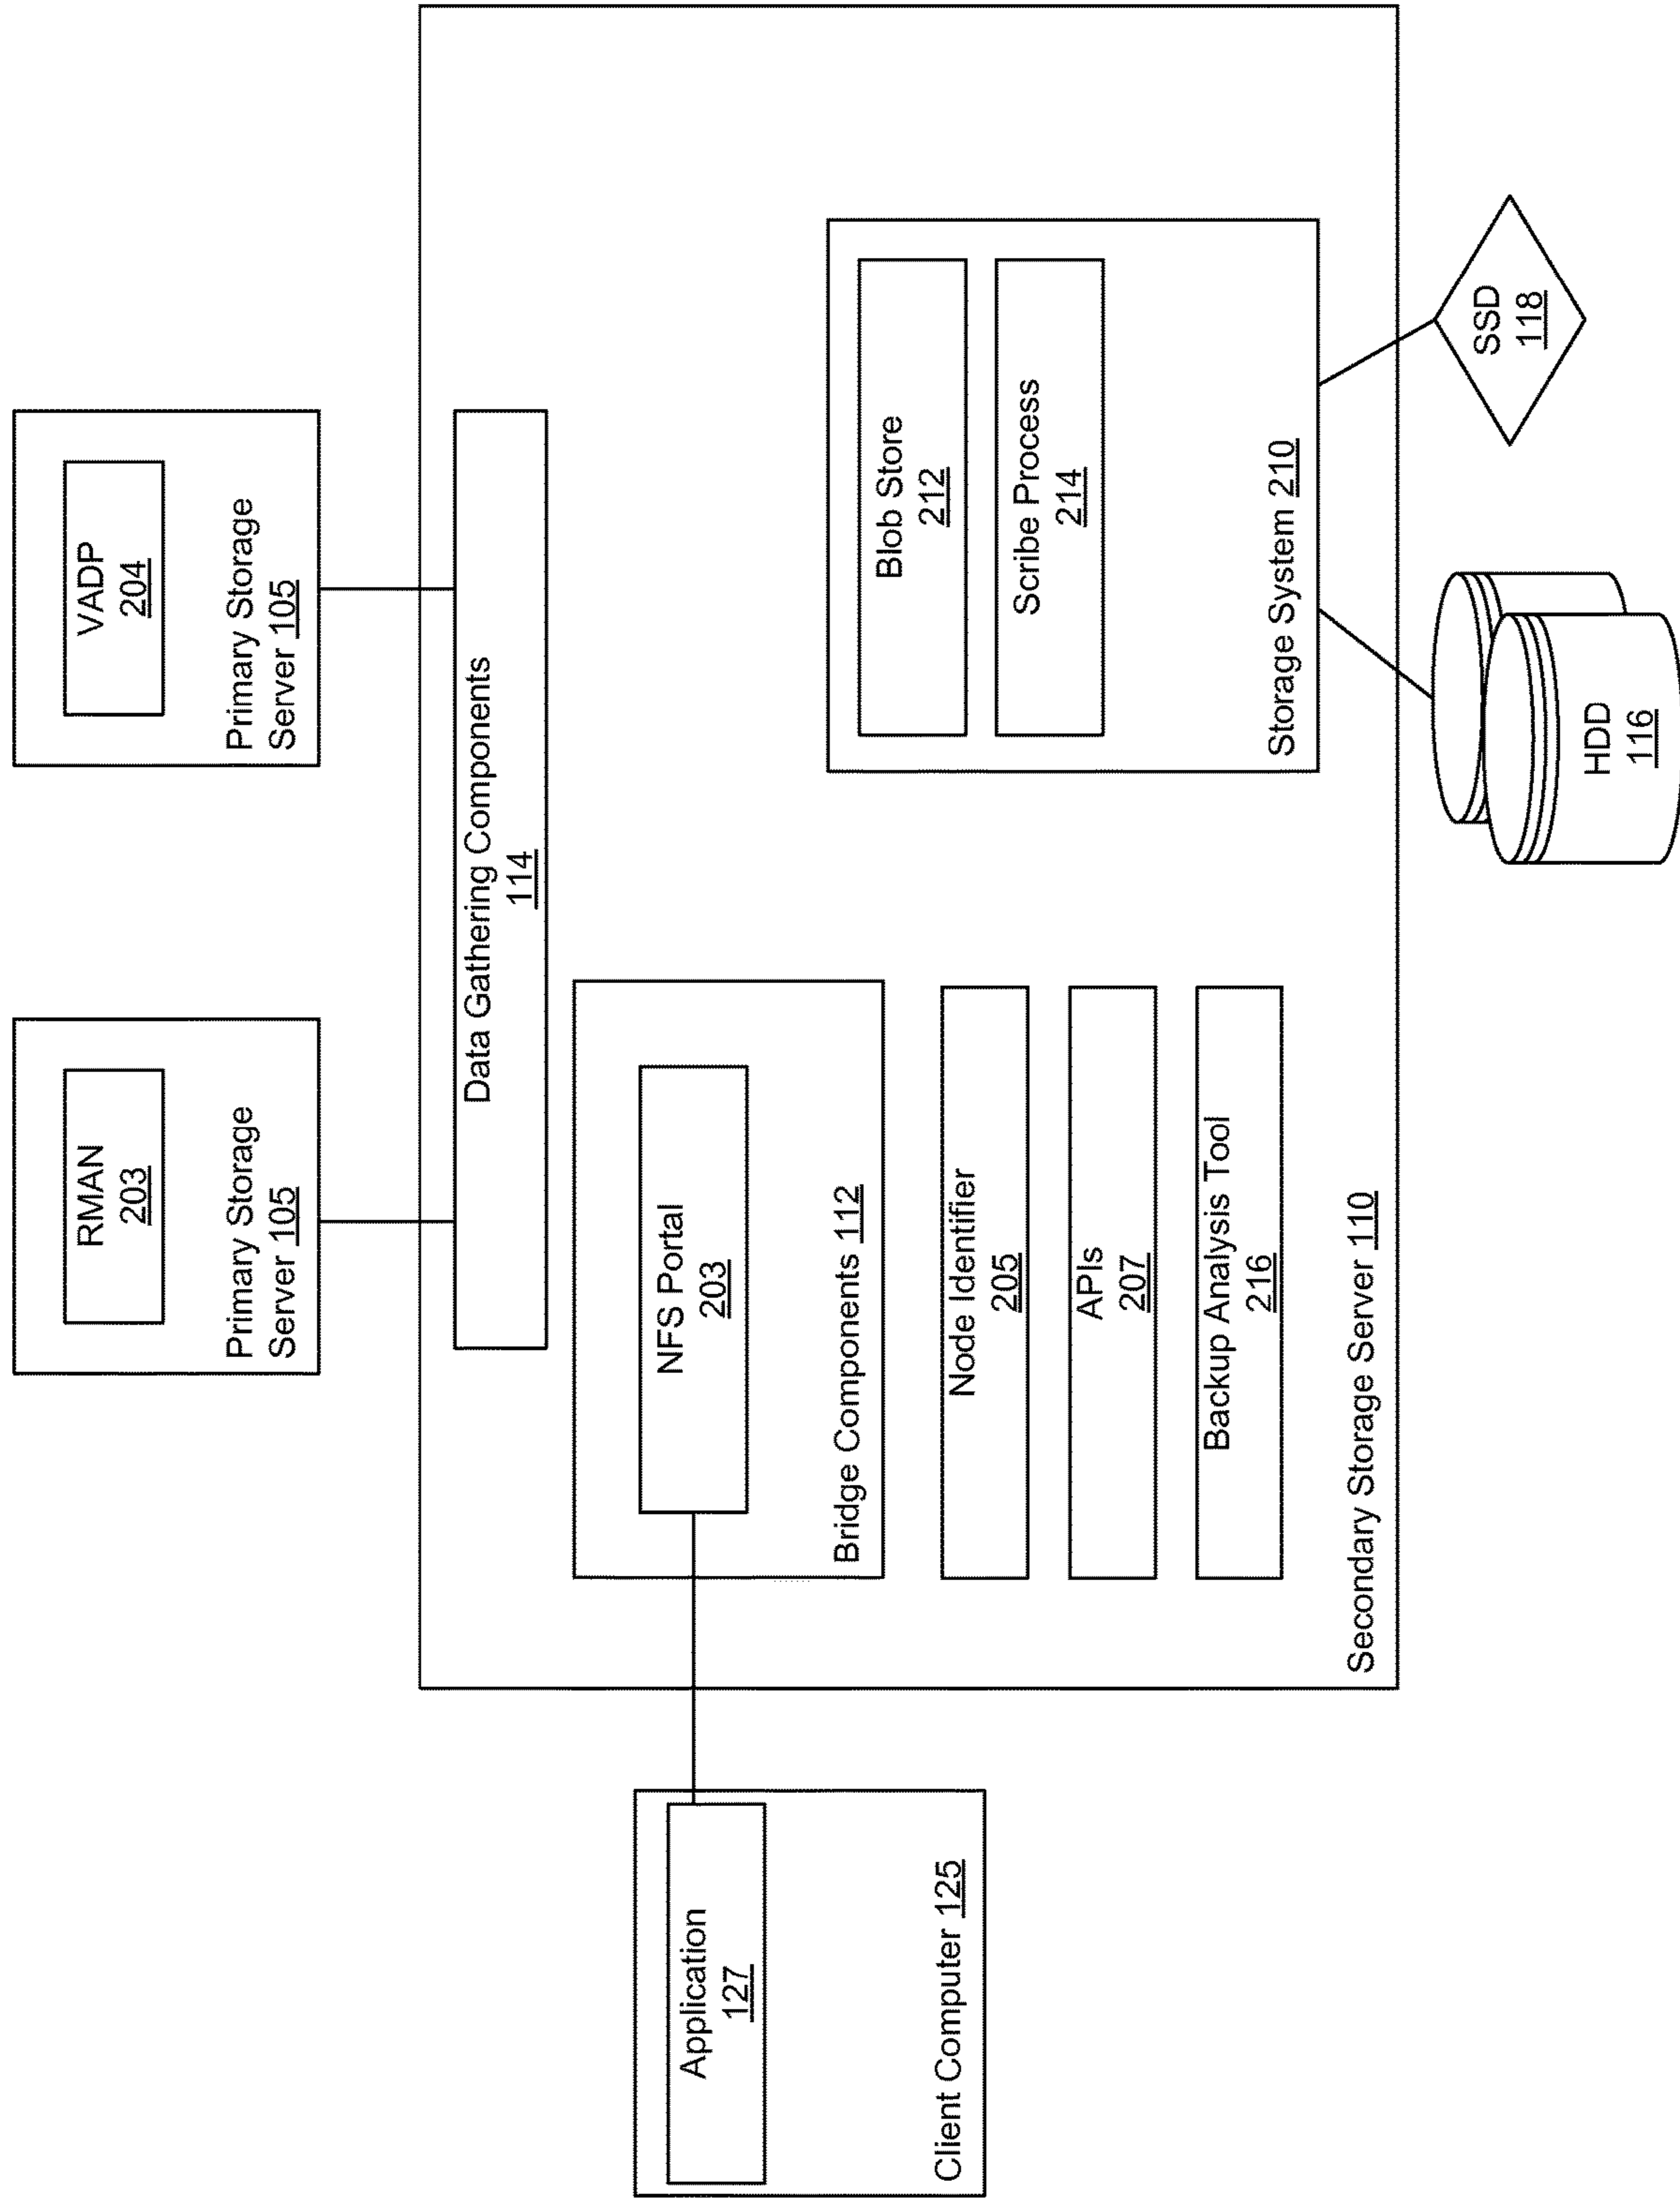 RMAN
203
Primary Storage
Server 105
VADP
204
Primary Storage
Server 105
Data Gathering Components
114
Application
127
Client Computer 125
NFS Portal
203
Bridge Components 112
Node Identifier
205
APIs
207
Backup Analysis Tool
216
Secondary Storage Server 110
Blob Store
212
Scribe Process
214
Storage System 210
HDD
116
SSD
118